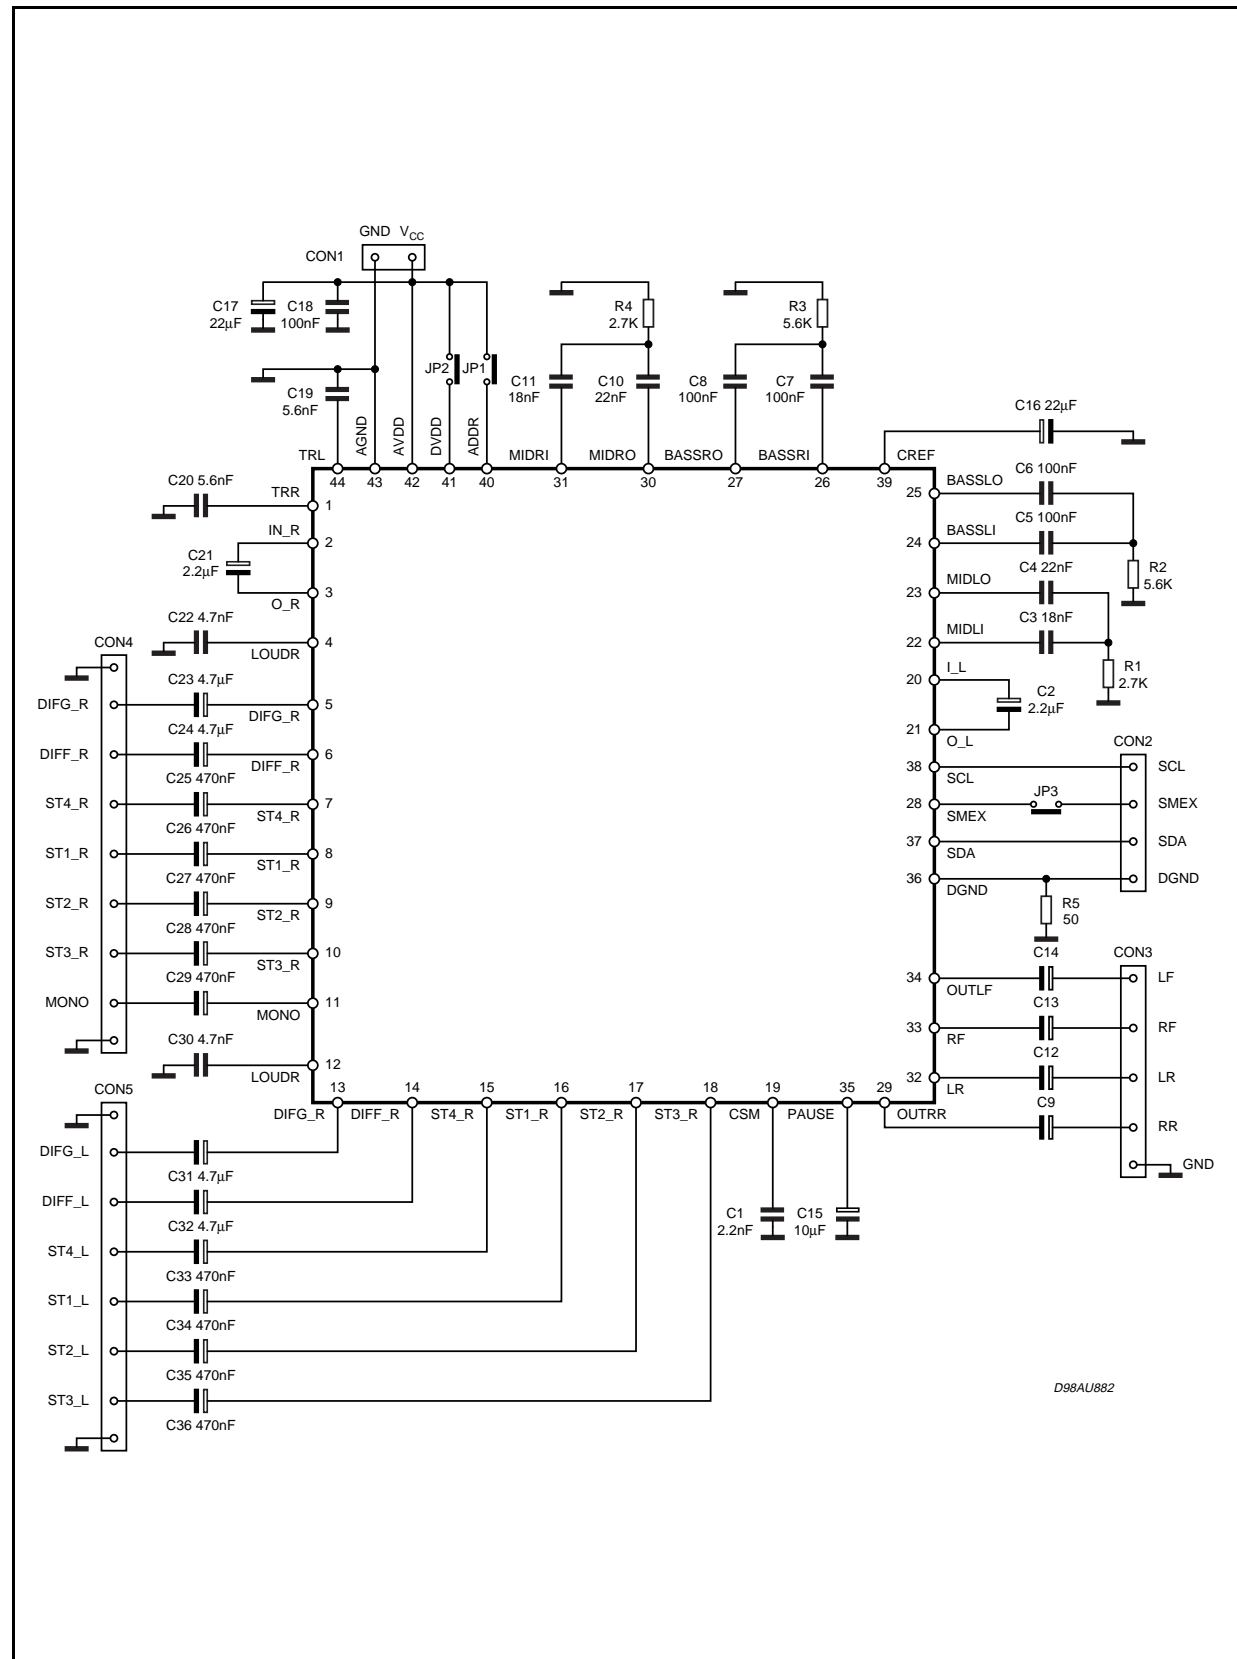 GND VCC
CON1
C17
22µF
C18
100nF
R4
2.7K
R3
5.6K
JP2 JP1
C19
5.6nF
C11
18nF
C10
22nF
C8
100nF
C7
100nF
C16 22µF
AGND
AVDD
DVDD
ADDR
TRL
MIDRI
MIDRO
BASSRO
BASSRI
CREF
44 43 42 41 40 31 30 27 26 39
C20 5.6nF
TRR
1
IN_R
2
C21
2.2µF
3
O_R
C22 4.7nF
4
LOUDR
CON4
C23 4.7µF
DIFG_R
5
DIFG_R
C24 4.7µF
DIFF_R
6
DIFF_R
C25 470nF
ST4_R
7
ST4_R
C26 470nF
ST1_R
8
ST1_R
C27 470nF
ST2_R
9
ST2_R
C28 470nF
ST3_R
10
ST3_R
C29 470nF
MONO
11
MONO
C30 4.7nF
12
LOUDR
C6 100nF
25
BASSLO
C5 100nF
24
BASSLI
R2
5.6K
C4 22nF
23
MIDLO
C3 18nF
22
MIDLI
R1
2.7K
20
I_L
C2
2.2µF
21
O_L
CON2
38
SCL
SCL
JP3
28
SMEX
SMEX
37
SDA
SDA
36
DGND
DGND
R5
50
C14
CON3
34
OUTLF
LF
C13
33
RF
RF
C12
32
LR
LR
C9
RR
GND
13 14 15 16 17 18 19 35 29
DIFG_R DIFF_R ST4_R ST1_R ST2_R ST3_R CSM PAUSE OUTRR
CON5
DIFG_L
C31 4.7µF
DIFF_L
C32 4.7µF
ST4_L
C33 470nF
ST1_L
C34 470nF
ST2_L
C35 470nF
ST3_L
C36 470nF
C1
2.2nF
C15
10µF
D98AU882